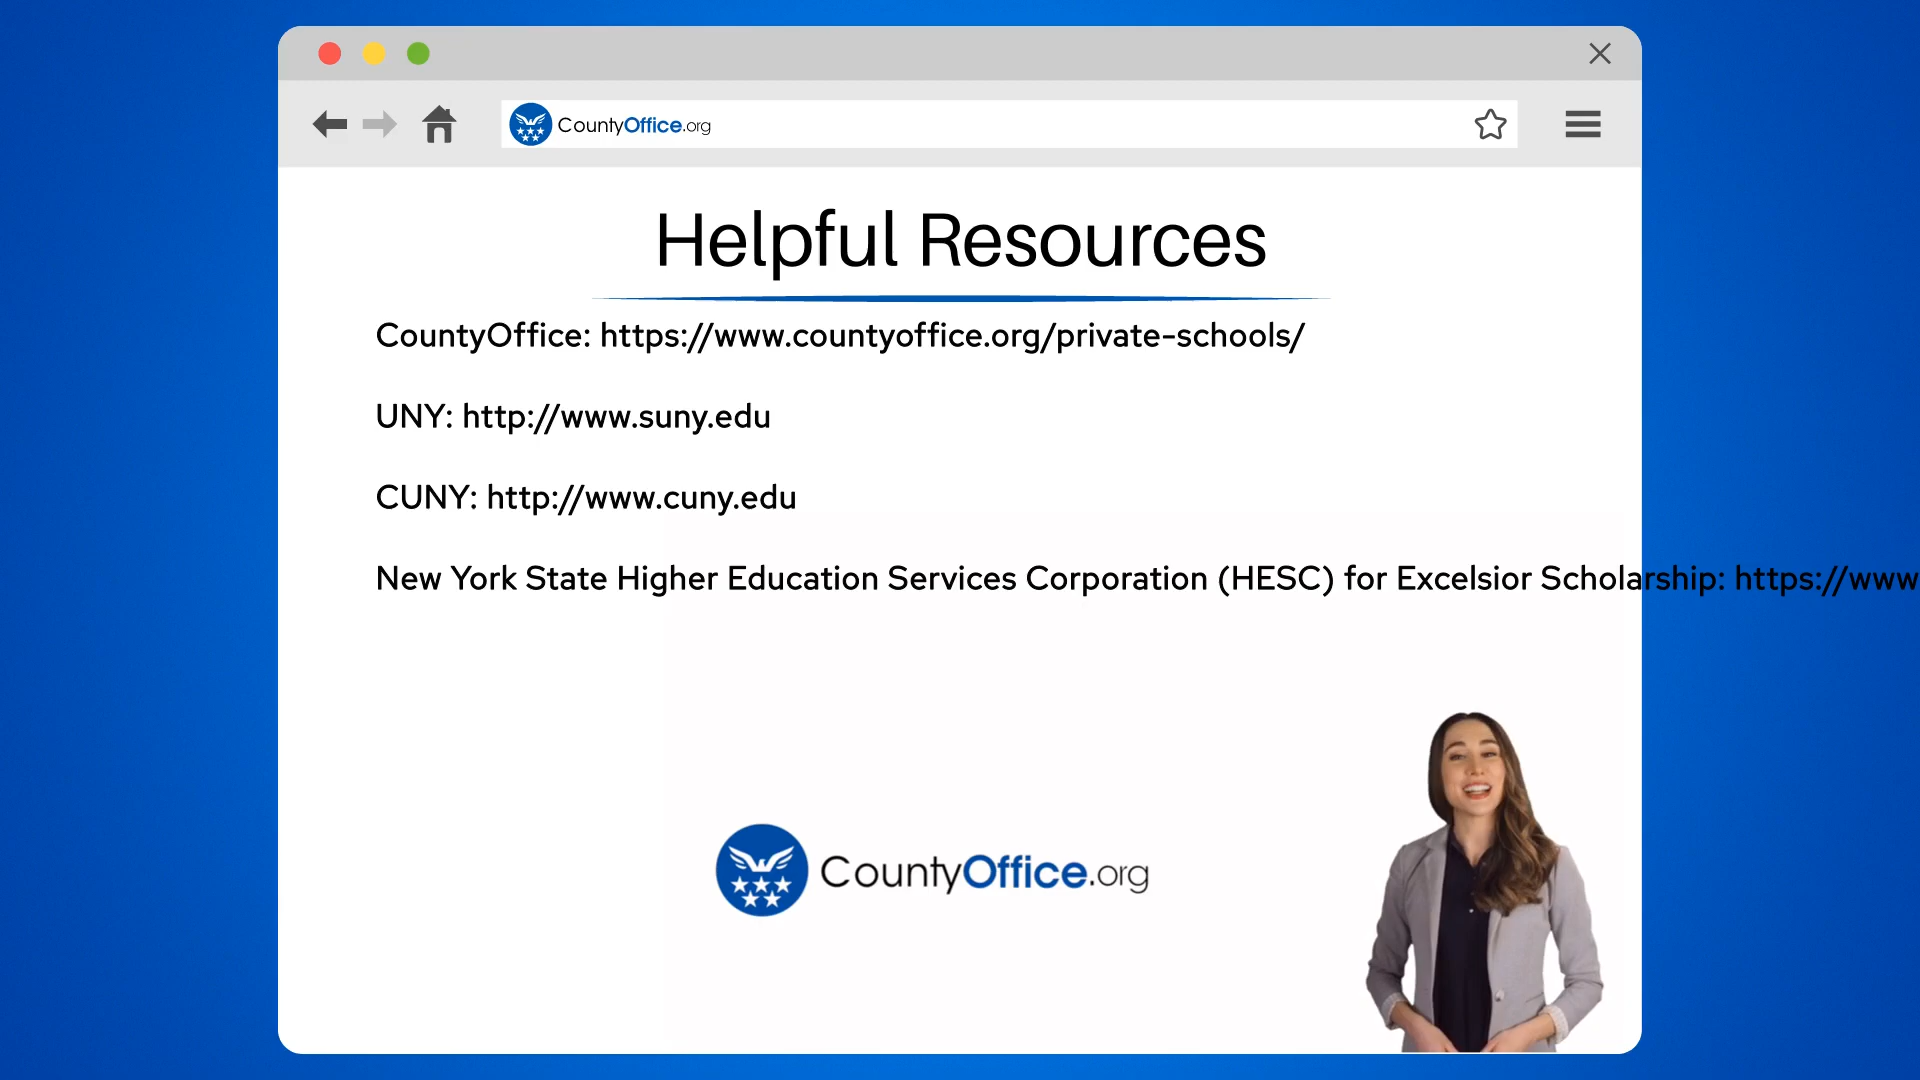 CountyOffice.org
Helpful Resources
CountyOffice: https://www.countyoffice.org/private-schools/
UNY: http://www.suny.edu
CUNY: http://www.cuny.edu
New York State Higher Education Services Corporation (HESC) for Excelsior Scholarship: https://www
CountyOffice.org